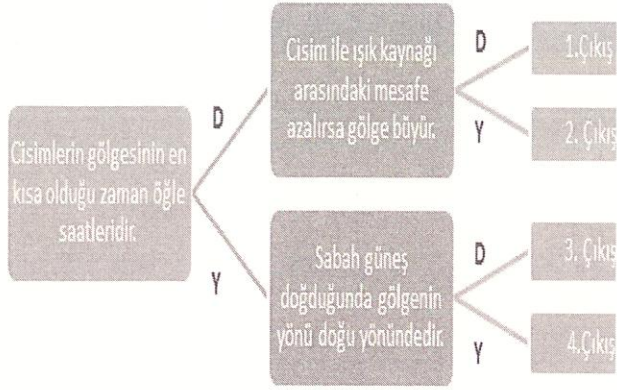 Cisimlerin gölgesinin en
kısa olduğu zaman öğle
saatleridir.
D
Y
Cisim ile ışık kaynağı
arasındaki mesafe
azalırsa gölge büyür.
D
Y
1.Çıkış
2. Çıkış
Sabah güneş
doğduğunda gölgenin
yönü doğu yönündedir.
D
Y
3. Çıkış
4.Çıkış